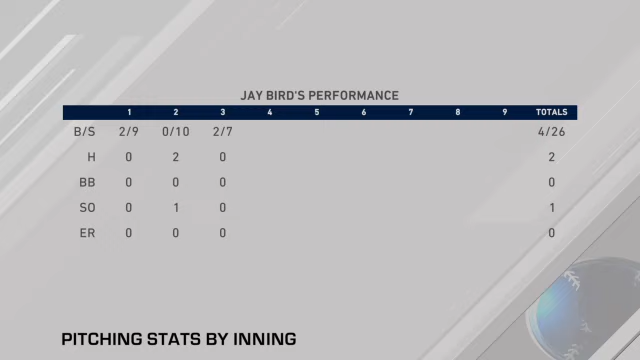 JAY BIRD'S PERFORMANCE
1 2 3 4 5 6 7 8 9 TOTALS
B/S 2/9 0/10 2/7 4/26
H 0 2 0 2
BB 0 0 0 0
SO 0 1 0 1
ER 0 0 0 0
PITCHING STATS BY INNING